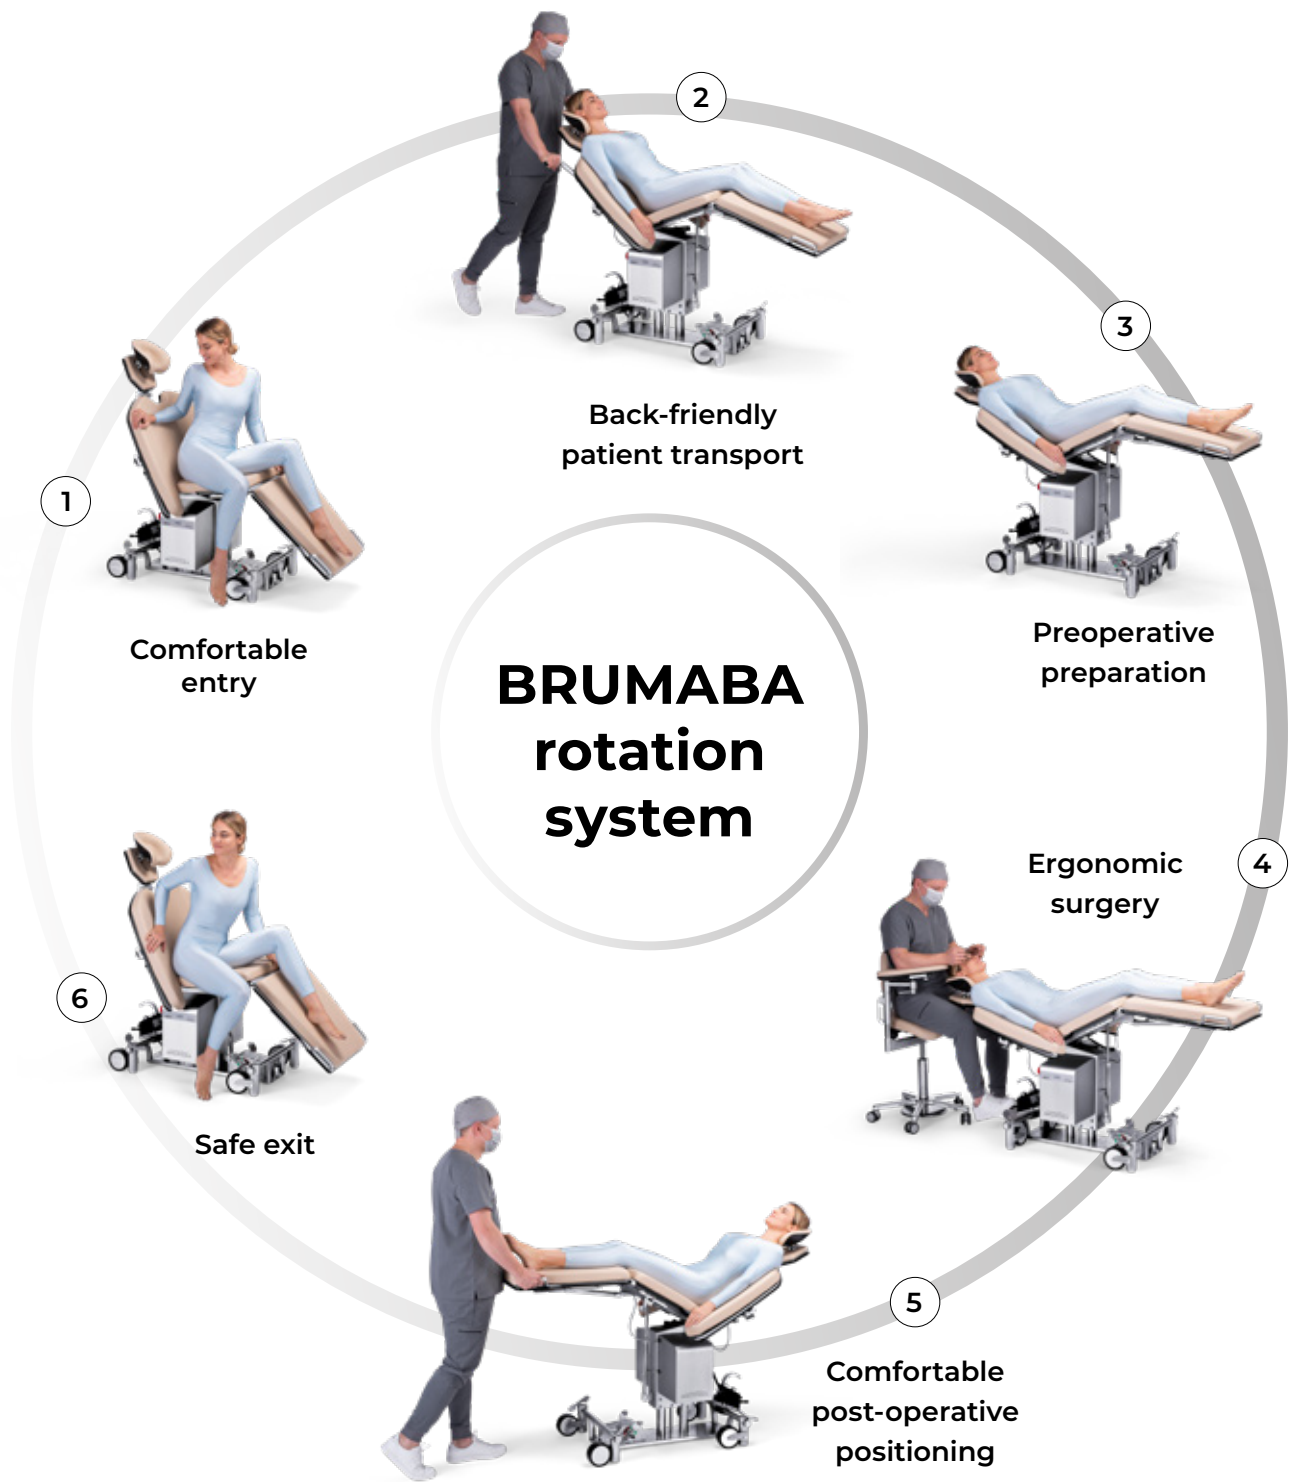 BRUMABA
rotation
system
1
Comfortable
entry
2
Back-friendly
patient transport
3
Preoperative
preparation
4
Ergonomic
surgery
5
Comfortable
post-operative
positioning
6
Safe exit